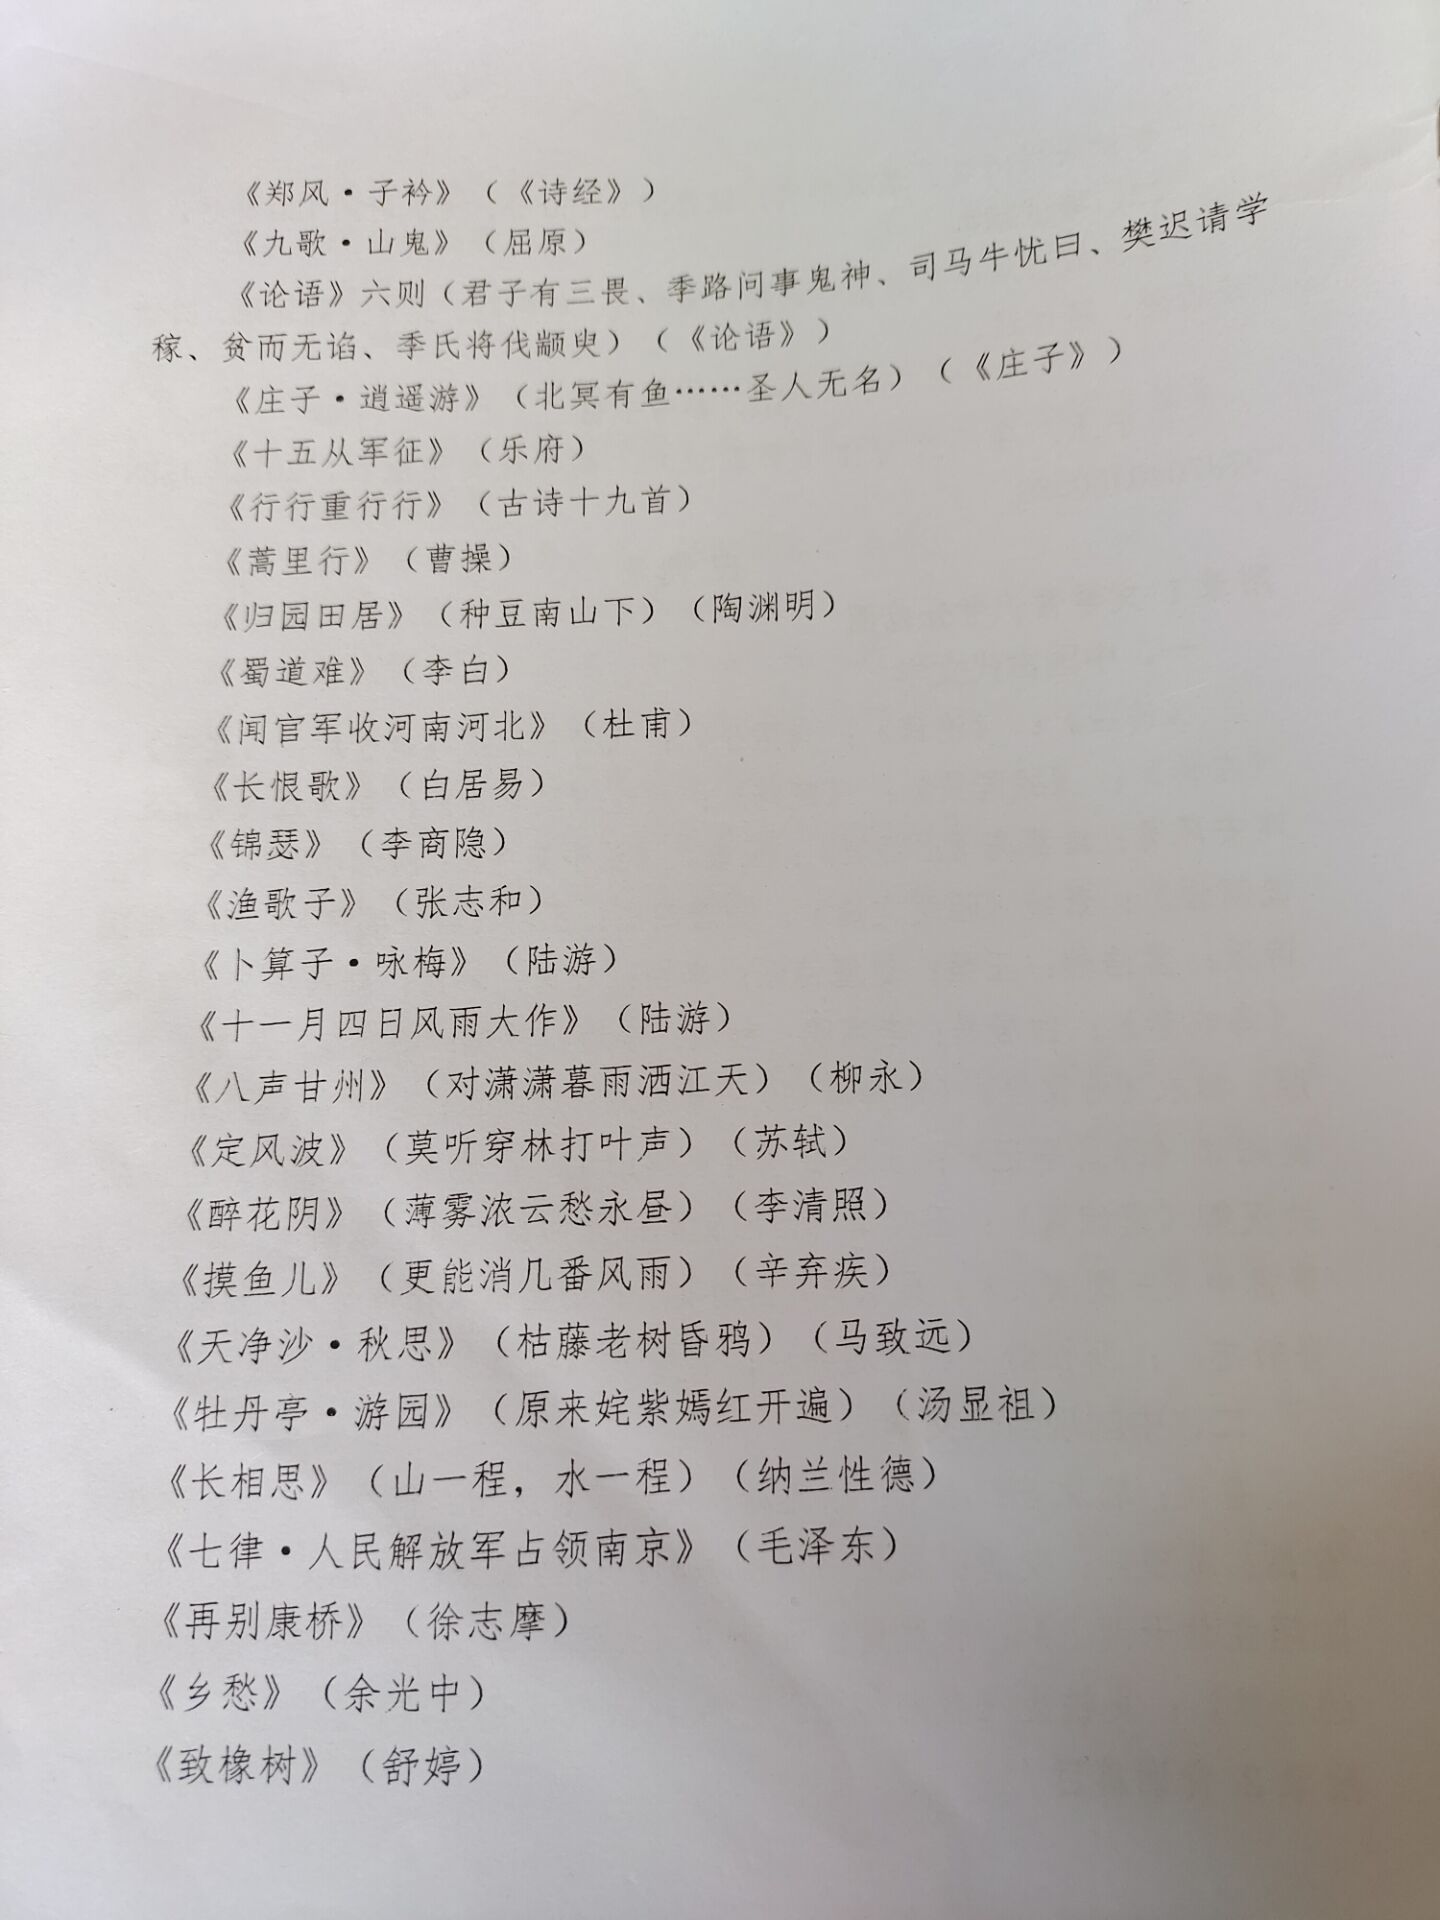 《郑风·子衿》（《诗经》）
《九歌·山鬼》（屈原）
《论语》六则（君子有三畏、季路问事鬼神、司马牛忧曰、樊迟请学
稼、贫而无谄、季氏将伐颛臾）（《论语》）
《庄子·逍遥游》（北冥有鱼……圣人无名）（《庄子》）
《十五从军征》（乐府）
《行行重行行》（古诗十九首）
《蒿里行》（曹操）
《归园田居》（种豆南山下）（陶渊明）
《蜀道难》（李白）
《闻官军收河南河北》（杜甫）
《长恨歌》（白居易）
《锦瑟》（李商隐）
《渔歌子》（张志和）
《卜算子·咏梅》（陆游）
《十一月四日风雨大作》（陆游）
《八声甘州》（对潇潇暮雨洒江天）（柳永）
《定风波》（莫听穿林打叶声）（苏轼）
《醉花阴》（薄雾浓云愁永昼）（李清照）
《摸鱼儿》（更能消几番风雨）（辛弃疾）
《天净沙·秋思》（枯藤老树昏鸦）（马致远）
《牡丹亭·游园》（原来姹紫嫣红开遍）（汤显祖）
《长相思》（山一程，水一程）（纳兰性德）
《七律·人民解放军占领南京》（毛泽东）
《再别康桥》（徐志摩）
《乡愁》（余光中）
《致橡树》（舒婷）